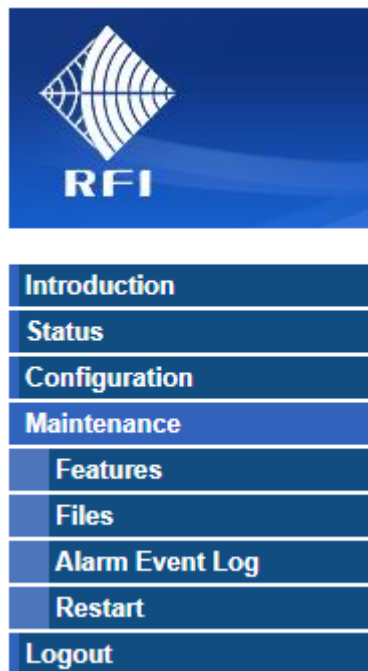 RFI
Introduction
Status
Configuration
Maintenance
Features
Files
Alarm Event Log
Restart
Logout